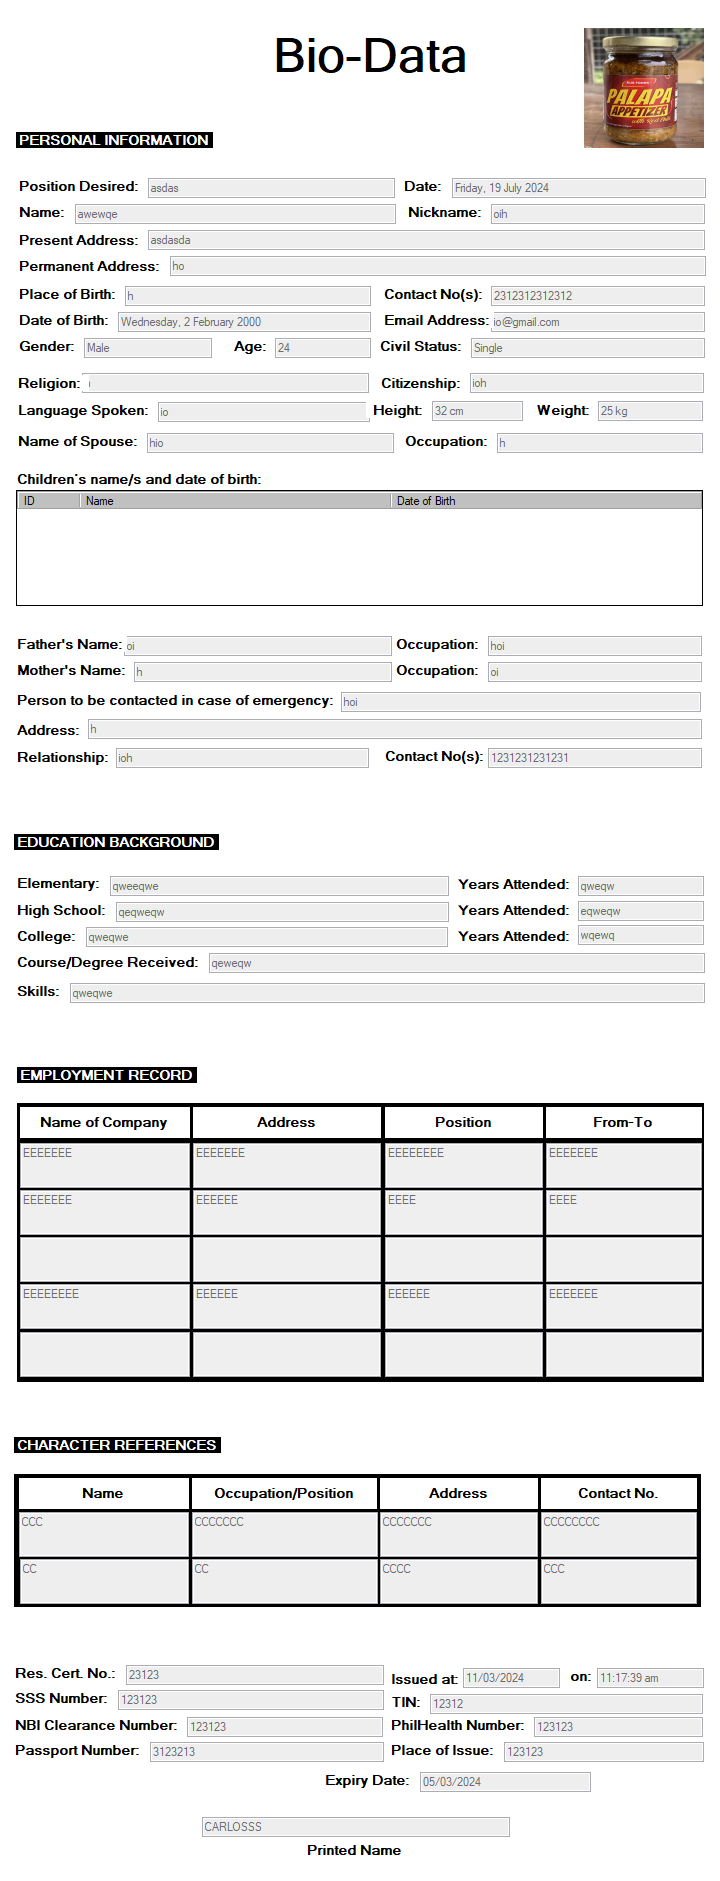 Bio-Data
PALAPA
APPETIZER
PERSONAL INFORMATION
Position Desired: asdas Date: Friday, 19 July 2024
Name: awewqe Nickname: oih
Present Address: asdasda
Permanent Address: ho
Place of Birth: h Contact No(s): 2312312312312
Date of Birth: Wednesday, 2 February 2000 Email Address: io@gmail.com
Gender: Male Age: 24 Civil Status: Single
Religion: Citizenship: ioh
Language Spoken: io Height: 32 cm Weight: 25 kg
Name of Spouse: hio Occupation: h
Children's name/s and date of birth:
ID Name Date of Birth
Father's Name: oi Occupation: hoi
Mother's Name: h Occupation: oi
Person to be contacted in case of emergency: hoi
Address: h
Relationship: ioh Contact No(s): 1231231231231
EDUCATION BACKGROUND
Elementary: qweeqwe Years Attended: qweqw
High School: qeqweqw Years Attended: eqweqw
College: qweqwe Years Attended: wqewq
Course/Degree Received: qeweqw
Skills: qweqwe
EMPLOYMENT RECORD
Name of Company Address Position From-To
EEEEEEE EEEEEEE EEEEEEEE EEEEEEE
EEEEEEE EEEEEE EEEE EEEE
EEEEEEEE EEEEEE EEEEEE EEEEEEE
CHARACTER REFERENCES
Name Occupation/Position Address Contact No.
CCC CCCCCCC CCCCCCC CCCCCCCC
CC CC CCCC CCC
Res. Cert. No.: 23123 Issued at: 11/03/2024 on: 11:17:39 am
SSS Number: 123123 TIN: 12312
NBI Clearance Number: 123123 PhilHealth Number: 123123
Passport Number: 3123213 Place of Issue: 123123
Expiry Date: 05/03/2024
CARLOSSS
Printed Name